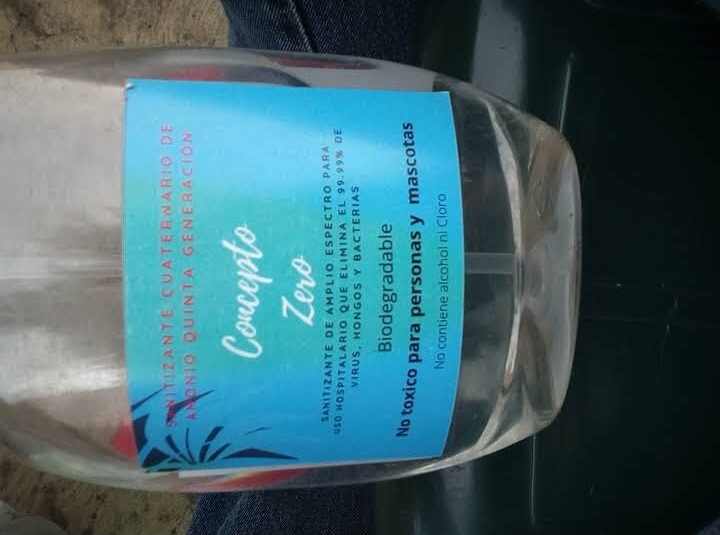 SANITIZANTE CUATERNARIO DE
AMONIO QUINTA GENERACIÓN
Concepto
Zero
SANITIZANTE DE AMPLIO ESPECTRO PARA
USO HOSPITALARIO QUE ELIMINA EL 99.99% DE
VIRUS, HONGOS Y BACTERIAS
Biodegradable
No toxico para personas y mascotas
No contiene alcohol ni Cloro